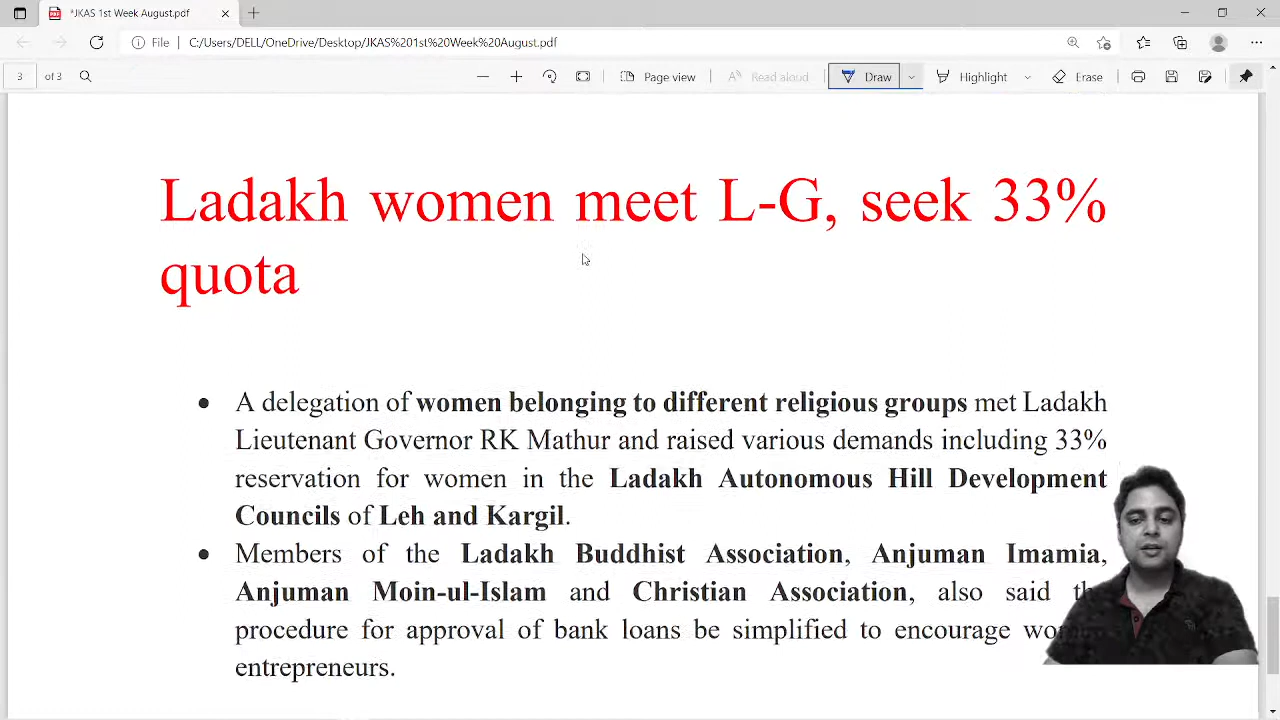 *JKAS 1st Week August.pdf
File C:/Users/DELL/OneDrive/Desktop/JKAS%201st%20Week%20August.pdf
3 of 3 Page view Read aloud Draw Highlight Erase
Ladakh women meet L-G, seek 33%
quota
• A delegation of women belonging to different religious groups met Ladakh
Lieutenant Governor RK Mathur and raised various demands including 33%
reservation for women in the Ladakh Autonomous Hill Development
Councils of Leh and Kargil.
• Members of the Ladakh Buddhist Association, Anjuman Imamia,
Anjuman Moin-ul-Islam and Christian Association, also said
procedure for approval of bank loans be simplified to encourage
entrepreneurs.